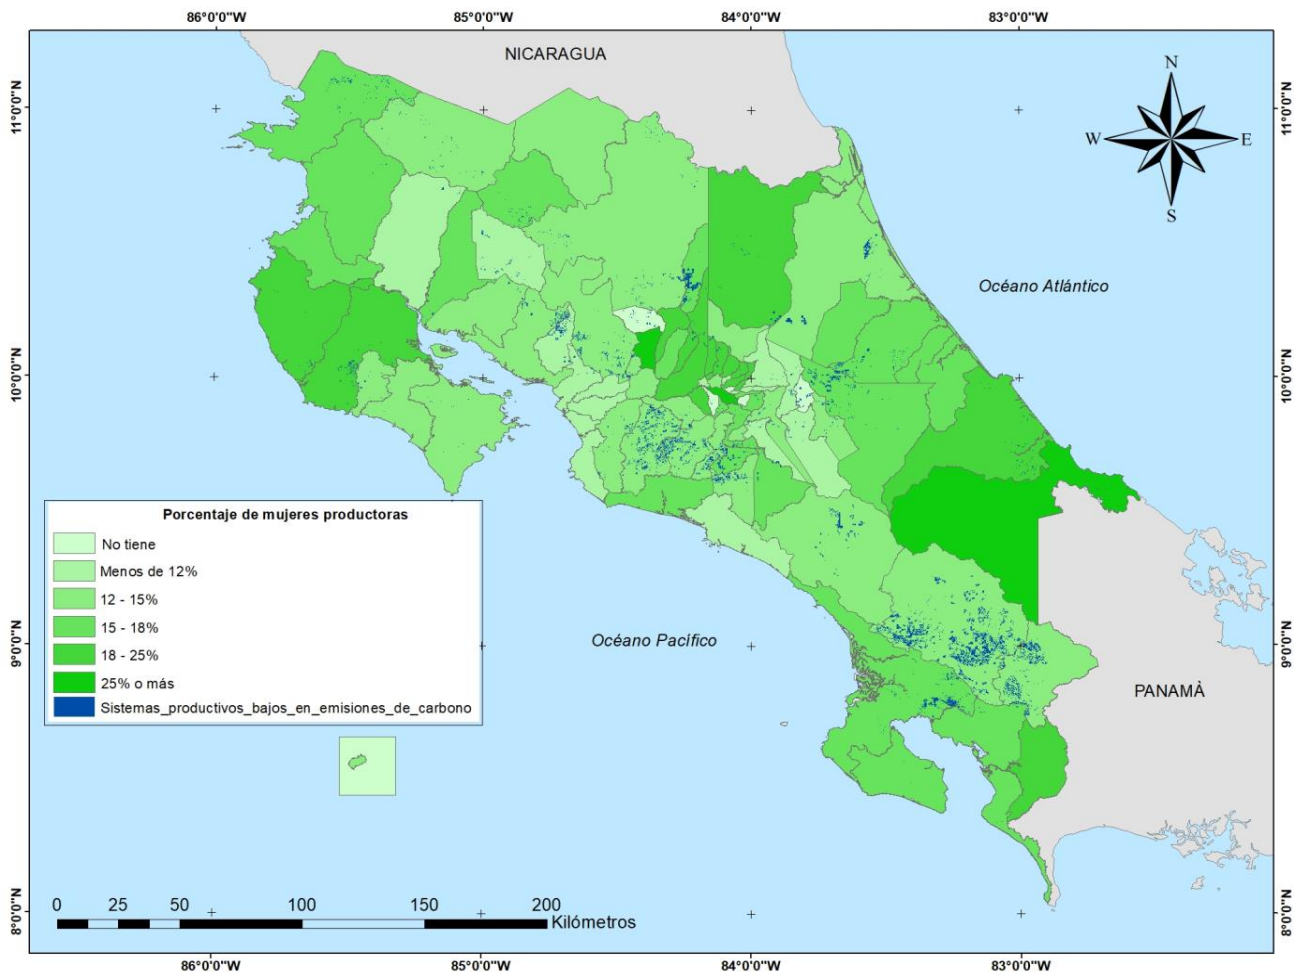 86°0'0"W 85°0'0"W 84°0'0"W 83°0'0"W
NICARAGUA
N
W E
S
11°0'0"N 11°0'0"N
Océano Atlántico
10°0'0"N 10°0'0"N
Porcentaje de mujeres productoras
No tiene
Menos de 12%
12 - 15%
15 - 18%
18 - 25%
25% o más
Sistemas_productivos_bajos_en_emisiones_de_carbono
Océano Pacífico
9°0'0"N 9°0'0"N
PANAMÀ
8°0'0"N 8°0'0"N
0 25 50 100 150 200
Kilómetros
86°0'0"W 85°0'0"W 84°0'0"W 83°0'0"W